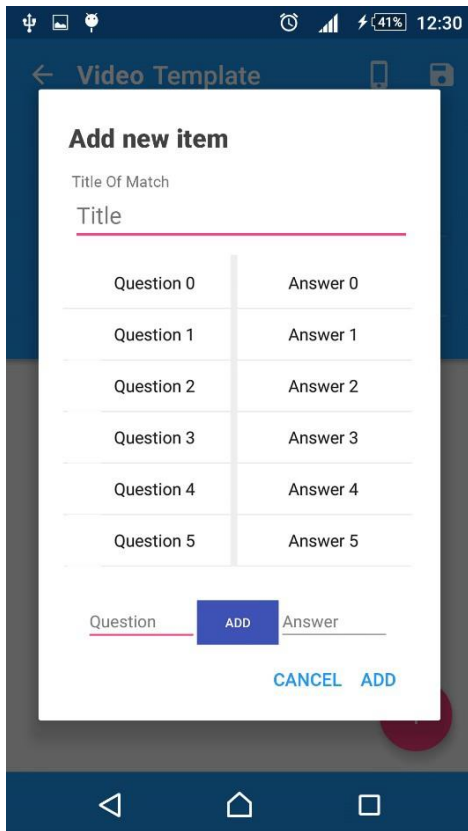 41% 12:30
Video Template
Add new item
Title Of Match
Title
Question 0 Answer 0
Question 1 Answer 1
Question 2 Answer 2
Question 3 Answer 3
Question 4 Answer 4
Question 5 Answer 5
Question ADD Answer
CANCEL ADD